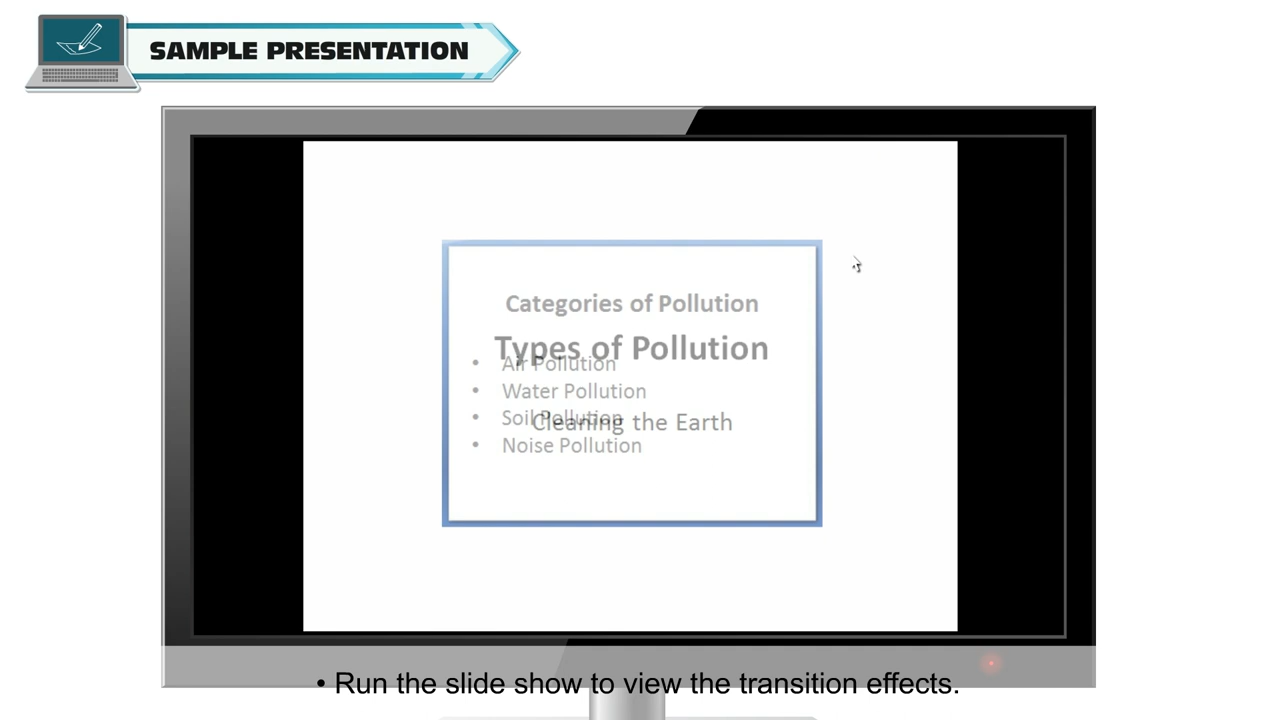 SAMPLE PRESENTATION
Categories of Pollution
Types of Pollution
• Air Pollution
• Water Pollution
• Soil Pollution
Cleaning the Earth
• Noise Pollution
• Run the slide show to view the transition effects.